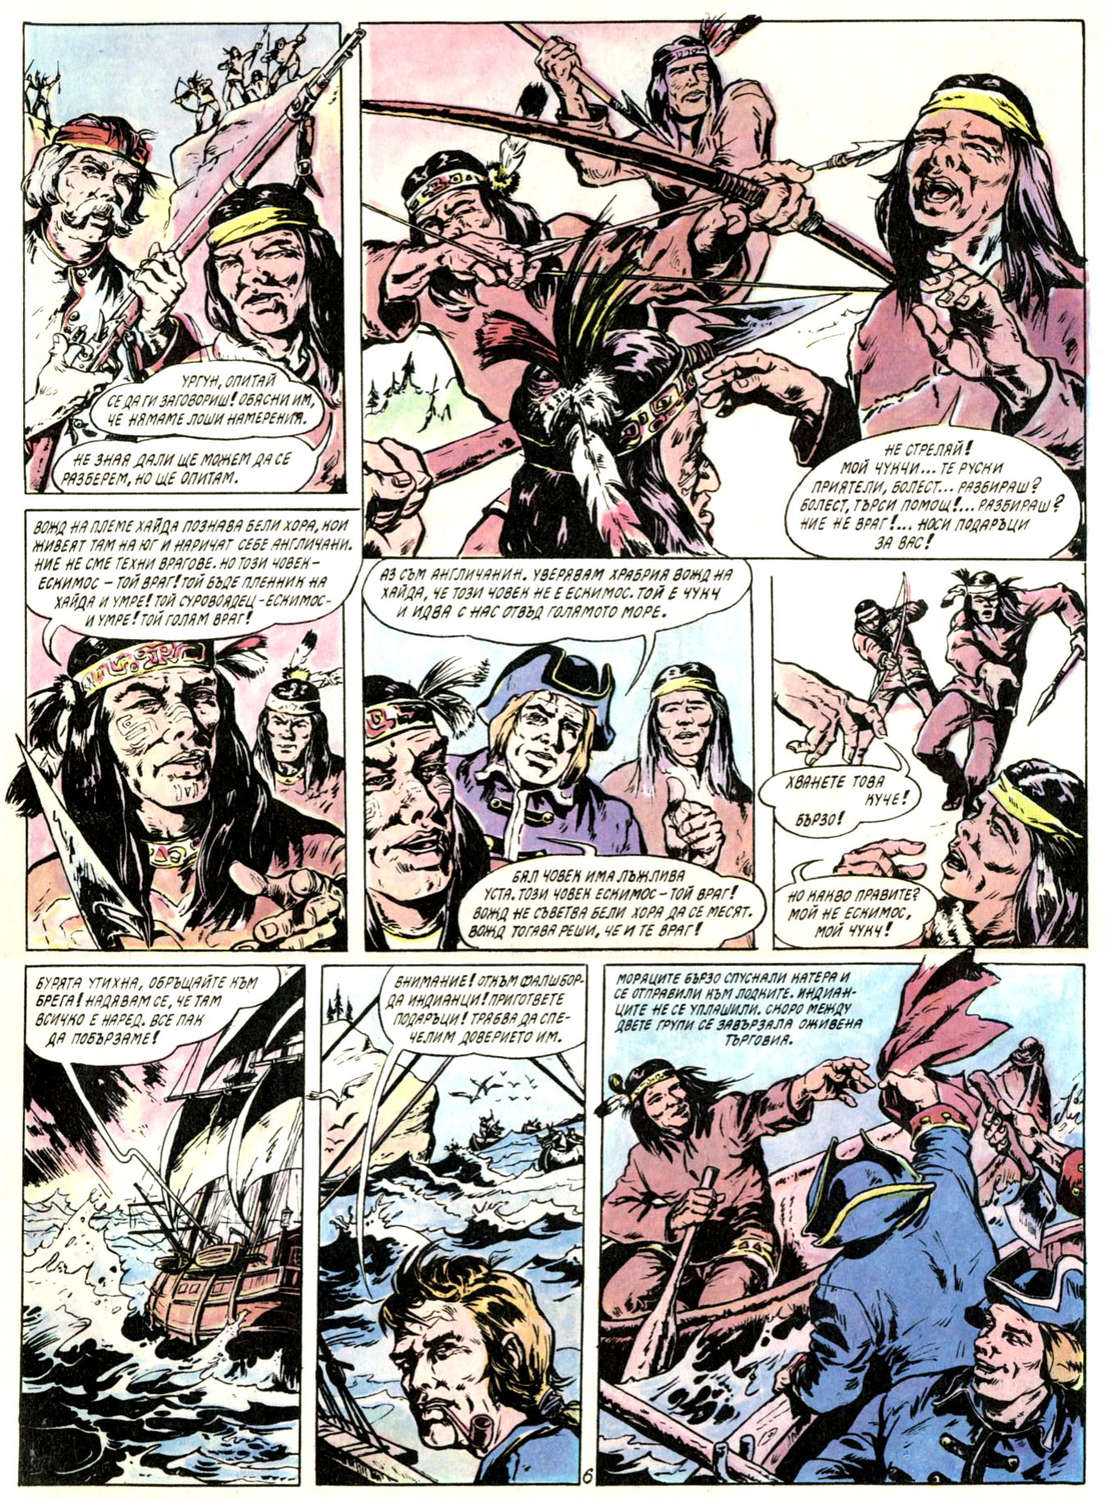 УРГУН, ОПИТАЙ
СЕ ДА ГИ ЗАГОВОРИШ! ОБЯСНИ ИМ,
ЧЕ НЯМАМЕ ЛОШИ НАМЕРЕНИЯ.
НЕ ЗНАЯ ДАЛИ ЩЕ МОЖЕМ ДА СЕ
РАЗБЕРЕМ, НО ЩЕ ОПИТАМ.
НЕ СТРЕЛЯЙ!
МОЙ ЧУКЧИ... ТЕ РУСКИ
ПРИЯТЕЛИ, БОЛЕСТ... РАЗБИРАШ?
БОЛЕСТ, ТЪРСИ ПОМОЩ!... РАЗБИРАШ?
НИЕ НЕ ВРАГ!... НОСИ ПОДАРЪЦИ
ЗА ВАС!
ВОЖД НА ПЛЕМЕ ХАЙДА ПОЗНАВА БЕЛИ ХОРА, КОИ
ЖИВЕЯТ ТАМ НА ЮГ И НАРИЧАТ СЕБЕ АНГЛИЧАНИ.
НИЕ НЕ СМЕ ТЕХНИ ВРАГОВЕ. НО ТОЗИ ЧОВЕК-
ЕСКИМОС – ТОЙ ВРАГ! ТОЙ БЪДЕ ПЛЕННИК НА
ХАЙДА И УМРЕ! ТОЙ СУРОВОЯДЕЦ-ЕСКИМОС-
И УМРЕ! ТОЙ ГОЛЯМ ВРАГ!
АЗ СЪМ АНГЛИЧАНИН. УВЕРЯВАМ ХРАБРИЯ ВОЖД НА
ХАЙДА, ЧЕ ТОЗИ ЧОВЕК НЕ Е ЕСКИМОС. ТОЙ Е ЧУКЧ
И ИДВА С НАС ОТВЪД ГОЛЯМОТО МОРЕ.
БЯЛ ЧОВЕК ИМА ЛЪЖЛИВА
УСТА. ТОЗИ ЧОВЕК ЕСКИМОС – ТОЙ ВРАГ!
ВОЖД НЕ СЪВЕТВА БЕЛИ ХОРА ДА СЕ МЕСЯТ.
ВОЖД ТОГАВА РЕШИ, ЧЕ И ТЕ ВРАГ!
ХВАНЕТЕ ТОВА
КУЧЕ!
БЪРЗО!
НО КАКВО ПРАВИТЕ?
МОЙ НЕ ЕСКИМОС,
МОЙ ЧУКЧ!
БУРЯТА УТИХНА, ОБРЪЩАЙТЕ КЪМ
БРЕГА! НАДЯВАМ СЕ, ЧЕ ТАМ
ВСИЧКО Е НАРЕД. ВСЕ ПАК
ДА ПОБЪРЗАМЕ!
ВНИМАНИЕ! ОТКЪМ ФАЛШБОР-
ДА ИНДИАНЦИ! ПРИГОТВЕТЕ
ПОДАРЪЦИ! ТРЯБВА ДА СПЕ-
ЧЕЛИМ ДОВЕРИЕТО ИМ.
МОРЯЦИТЕ БЪРЗО СПУСНАЛИ КАТЕРА И
СЕ ОТПРАВИЛИ КЪМ ЛОДКИТЕ. ИНДИАН-
ЦИТЕ НЕ СЕ УПЛАШИЛИ. СКОРО МЕЖДУ
ДВЕТЕ ГРУПИ СЕ ЗАВЪРЗАЛА ОЖИВЕНА
ТЪРГОВИЯ.
6